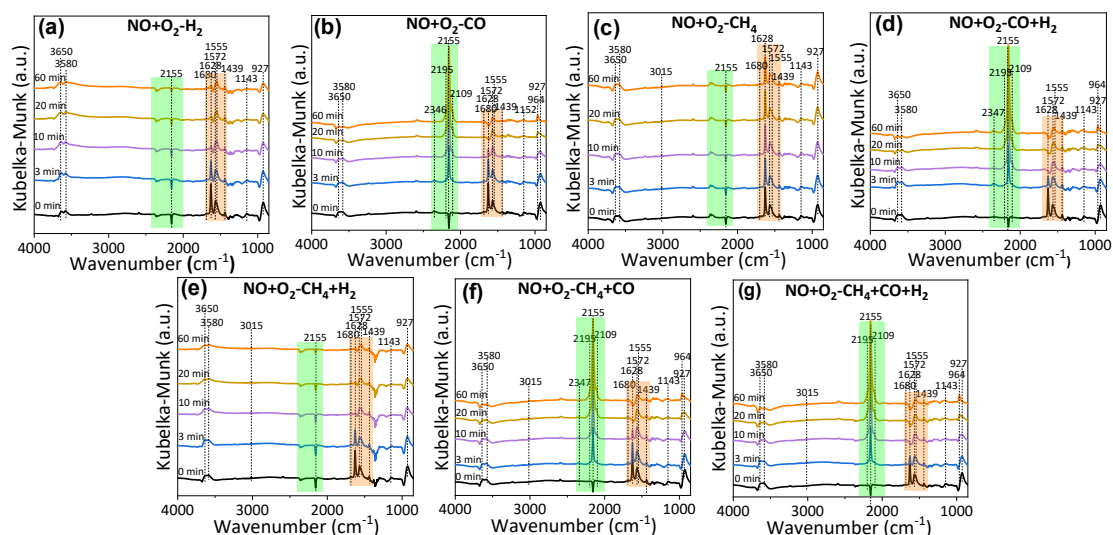 (a) NO+O2-H2
3650
3580
2155
1555
1572
1628
1680
1439
1143
927
60 min
20 min
10 min
3 min
0 min
Kubelka-Munk (a.u.)
4000 3000 2000 1000
Wavenumber (cm-1)
(b) NO+O2-CO
2155
3580
3650
2195
2109
2346
1555
1572
1628
1680
1439
1152
927
964
60 min
20 min
10 min
3 min
0 min
Kubelka-Munk (a.u.)
4000 3000 2000 1000
Wavenumber (cm-1)
(c) NO+O2-CH4
3580
3650
3015
2155
1628
1572
1680
1555
1439
1143
927
60 min
20 min
10 min
3 min
0 min
Kubelka-Munk (a.u.)
4000 3000 2000 1000
Wavenumber (cm-1)
(d) NO+O2-CO+H2
2155
3650
3580
2195
2109
2347
1555
1572
1628
1439
1143
964
927
60 min
20 min
10 min
3 min
0 min
Kubelka-Munk (a.u.)
4000 3000 2000 1000
Wavenumber (cm-1)
(e) NO+O2-CH4+H2
3650
3580
3015
2155
1555
1572
1628
1680
1439
1143
927
60 min
20 min
10 min
3 min
0 min
Kubelka-Munk (a.u.)
4000 3000 2000 1000
Wavenumber (cm-1)
(f) NO+O2-CH4+CO
2155
3580
3650
3015
2195
2109
2347
1555
1572
1628
1680
1439
1143
964
927
60 min
20 min
10 min
3 min
0 min
Kubelka-Munk (a.u.)
4000 3000 2000 1000
Wavenumber (cm-1)
(g) NO+O2-CH4+CO+H2
2155
3580
3650
3015
2195
2109
1555
1572
1628
1680
1439
1143
927
964
60 min
20 min
10 min
3 min
0 min
Kubelka-Munk (a.u.)
4000 3000 2000 1000
Wavenumber (cm-1)